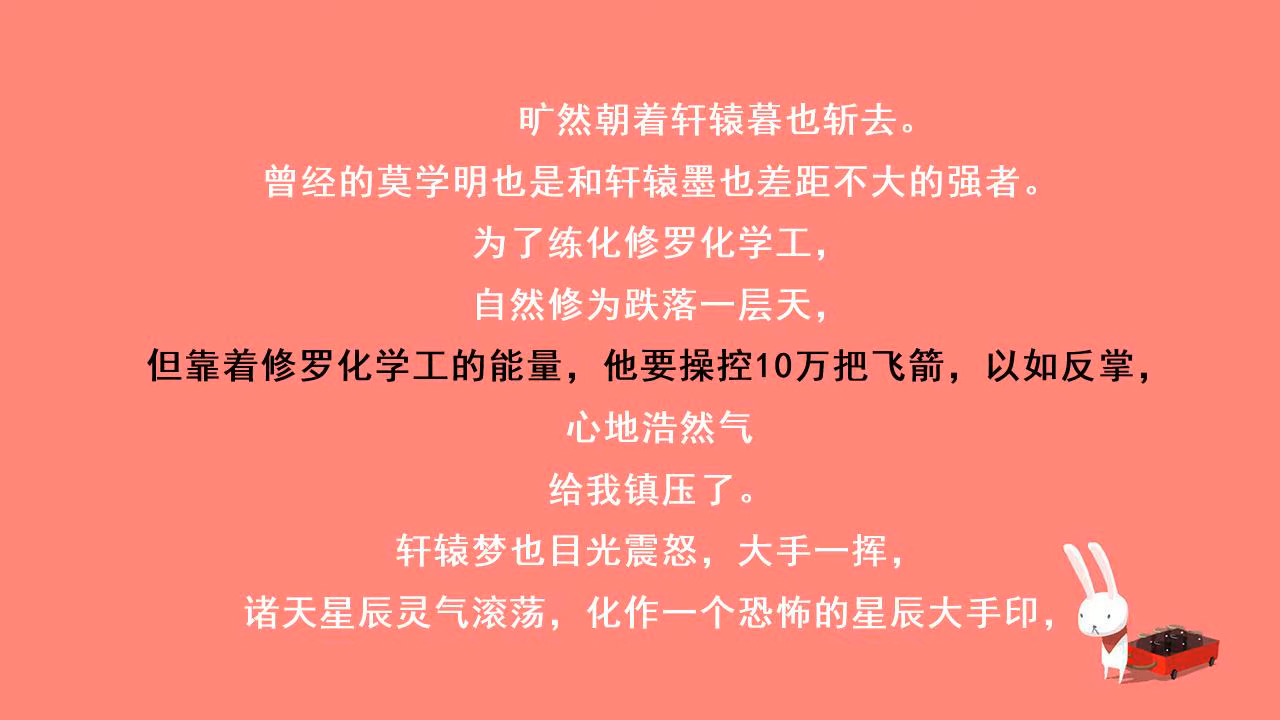 旷然朝着轩辕暮也斩去。
曾经的莫学明也是和轩辕墨也差距不大的强者。
为了练化修罗化学工，
自然修为跌落一层天，
但靠着修罗化学工的能量，他要操控10万把飞箭，以如反掌，
心地浩然气
给我镇压了。
轩辕梦也目光震怒，大手一挥，
诸天星辰灵气滚荡，化作一个恐怖的星辰大手印，